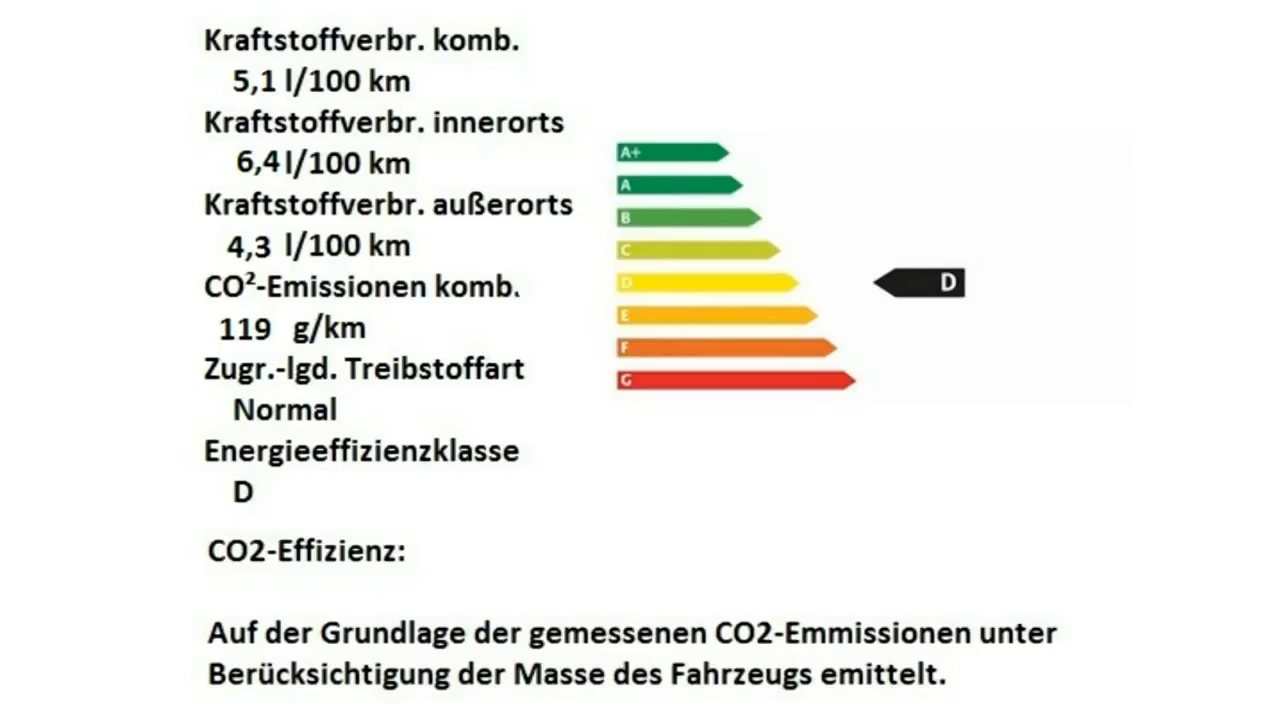 Kraftstoffverbr. komb.
5,1 l/100 km
Kraftstoffverbr. innerorts
6,4 l/100 km
Kraftstoffverbr. außerorts
4,3 l/100 km
CO²-Emissionen komb.
119 g/km
Zugr.-lgd. Treibstoffart
Normal
Energieeffizienzklasse
D
A+
A
B
C
D
D
E
F
G
CO2-Effizienz:
Auf der Grundlage der gemessenen CO2-Emmissionen unter
Berücksichtigung der Masse des Fahrzeugs emittelt.